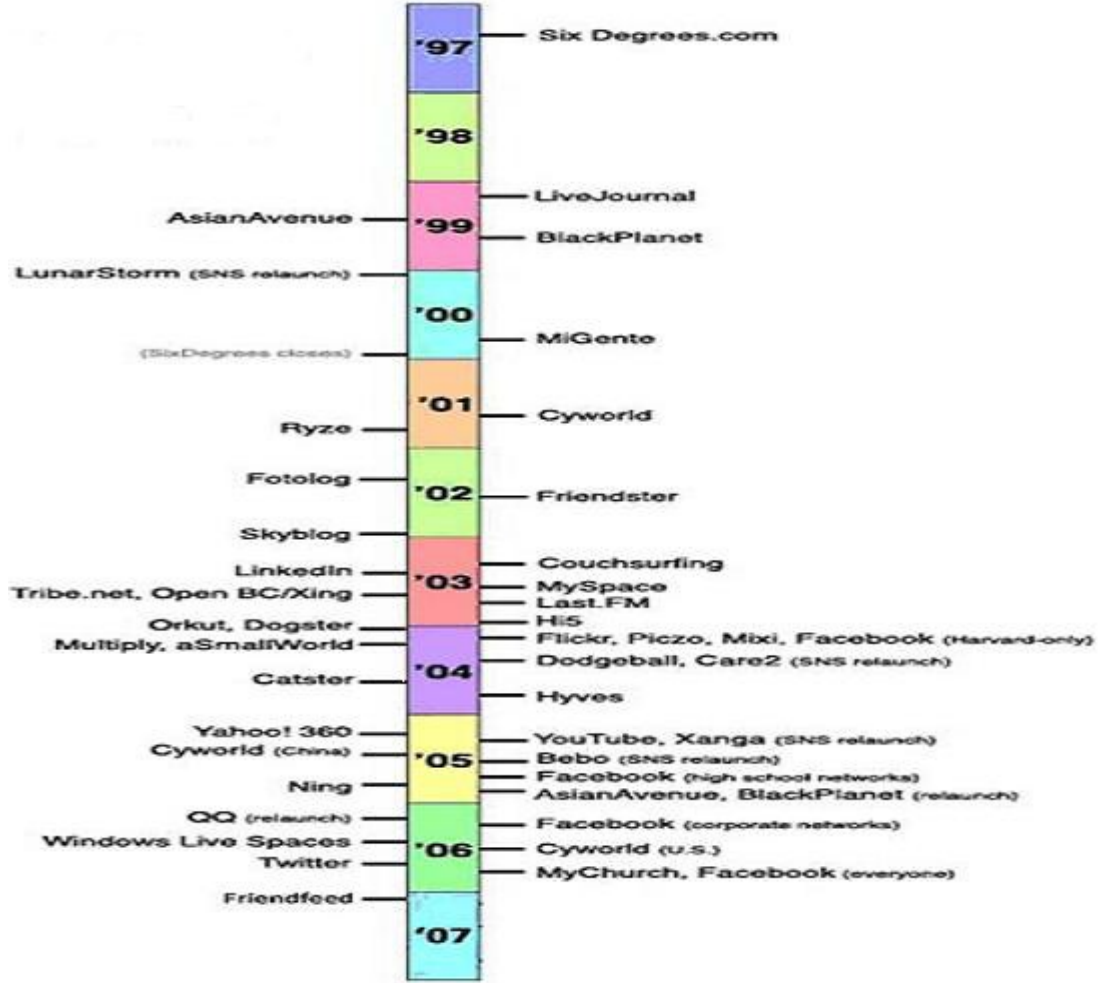 '97
Six Degrees.com
'98
LiveJournal
AsianAvenue
'99
BlackPlanet
LunarStorm (SNS relaunch)
'00
MiGente
(SixDegrees closes)
'01
Cyworld
Ryze
Fotolog
'02
Friendster
Skyblog
Couchsurfing
LinkedIn
'03
MySpace
Tribe.net, Open BC/Xing
Last.FM
Hi5
Orkut, Dogster
Flickr, Piczo, Mixi, Facebook (Harvard-only)
Multiply, aSmallWorld
Dodgeball, Care2 (SNS relaunch)
'04
Catster
Hyves
Yahoo! 360
YouTube, Xanga (SNS relaunch)
Cyworld (China)
'05
Bebo (SNS relaunch)
Facebook (high school networks)
Ning
AsianAvenue, BlackPlanet (relaunch)
QQ (relaunch)
Facebook (corporate networks)
Windows Live Spaces
'06
Cyworld (U.S.)
Twitter
MyChurch, Facebook (everyone)
Friendfeed
'07